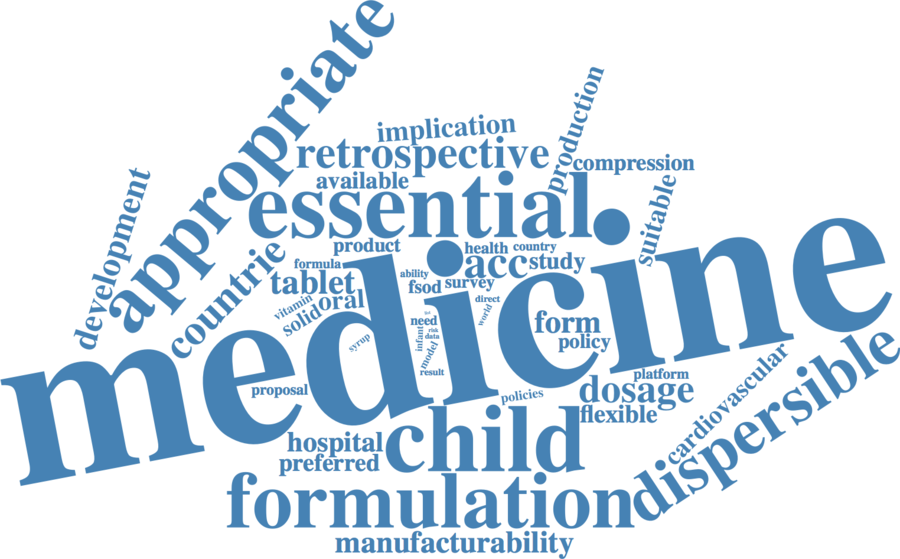 appropriate
implication
production
retrospective
compression
available
development
essential
suitable
product
health
country
countrie
formula
acc
study
tablet
ability
fsod
survey
vitamin
oral
solid
direct
world
medicine
need
risk
data
infant
form
syrup
model
policy
result
platform
proposal
policies
dosage
cardiovascular
flexible
dispersible
child
hospital
preferred
formulation
manufacturability